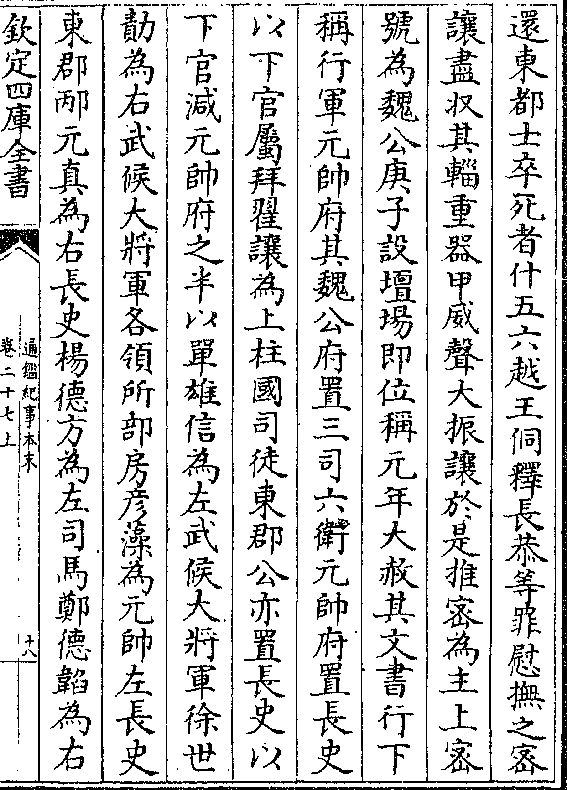 還東都士卒死者什五六越王侗釋長恭等罪慰撫之密
讓盡収其輜重器甲威聲大振讓於是推宻為主上宻
號為魏公庚子設壇場即位稱元年大赦其文書行下
稱行軍元帥府其魏公府置三司六衞元帥府置長史
以下官屬拜翟讓為上柱國司徒東郡公亦置長史以
下官減元帥府之半以單雄信為左武候大將軍徐世
勣為右武候大將軍各領所部房彦藻為元帥左長史
東郡邴元真為右長史楊德方為左司馬鄭德韜為右
欽定四庫全書
通鑑紀事本末
卷二十七上
十八